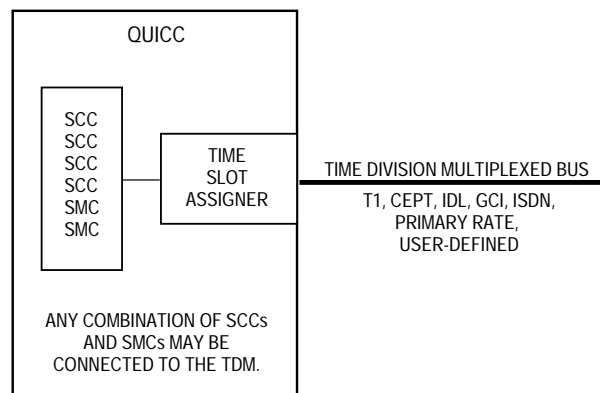 QUICC
SCC
SCC
SCC
SCC
SMC
SMC
TIME
SLOT
ASSIGNER
TIME DIVISION MULTIPLEXED BUS
T1, CEPT, IDL, GCI, ISDN,
PRIMARY RATE,
USER-DEFINED
ANY COMBINATION OF SCCs
AND SMCs MAY BE
CONNECTED TO THE TDM.